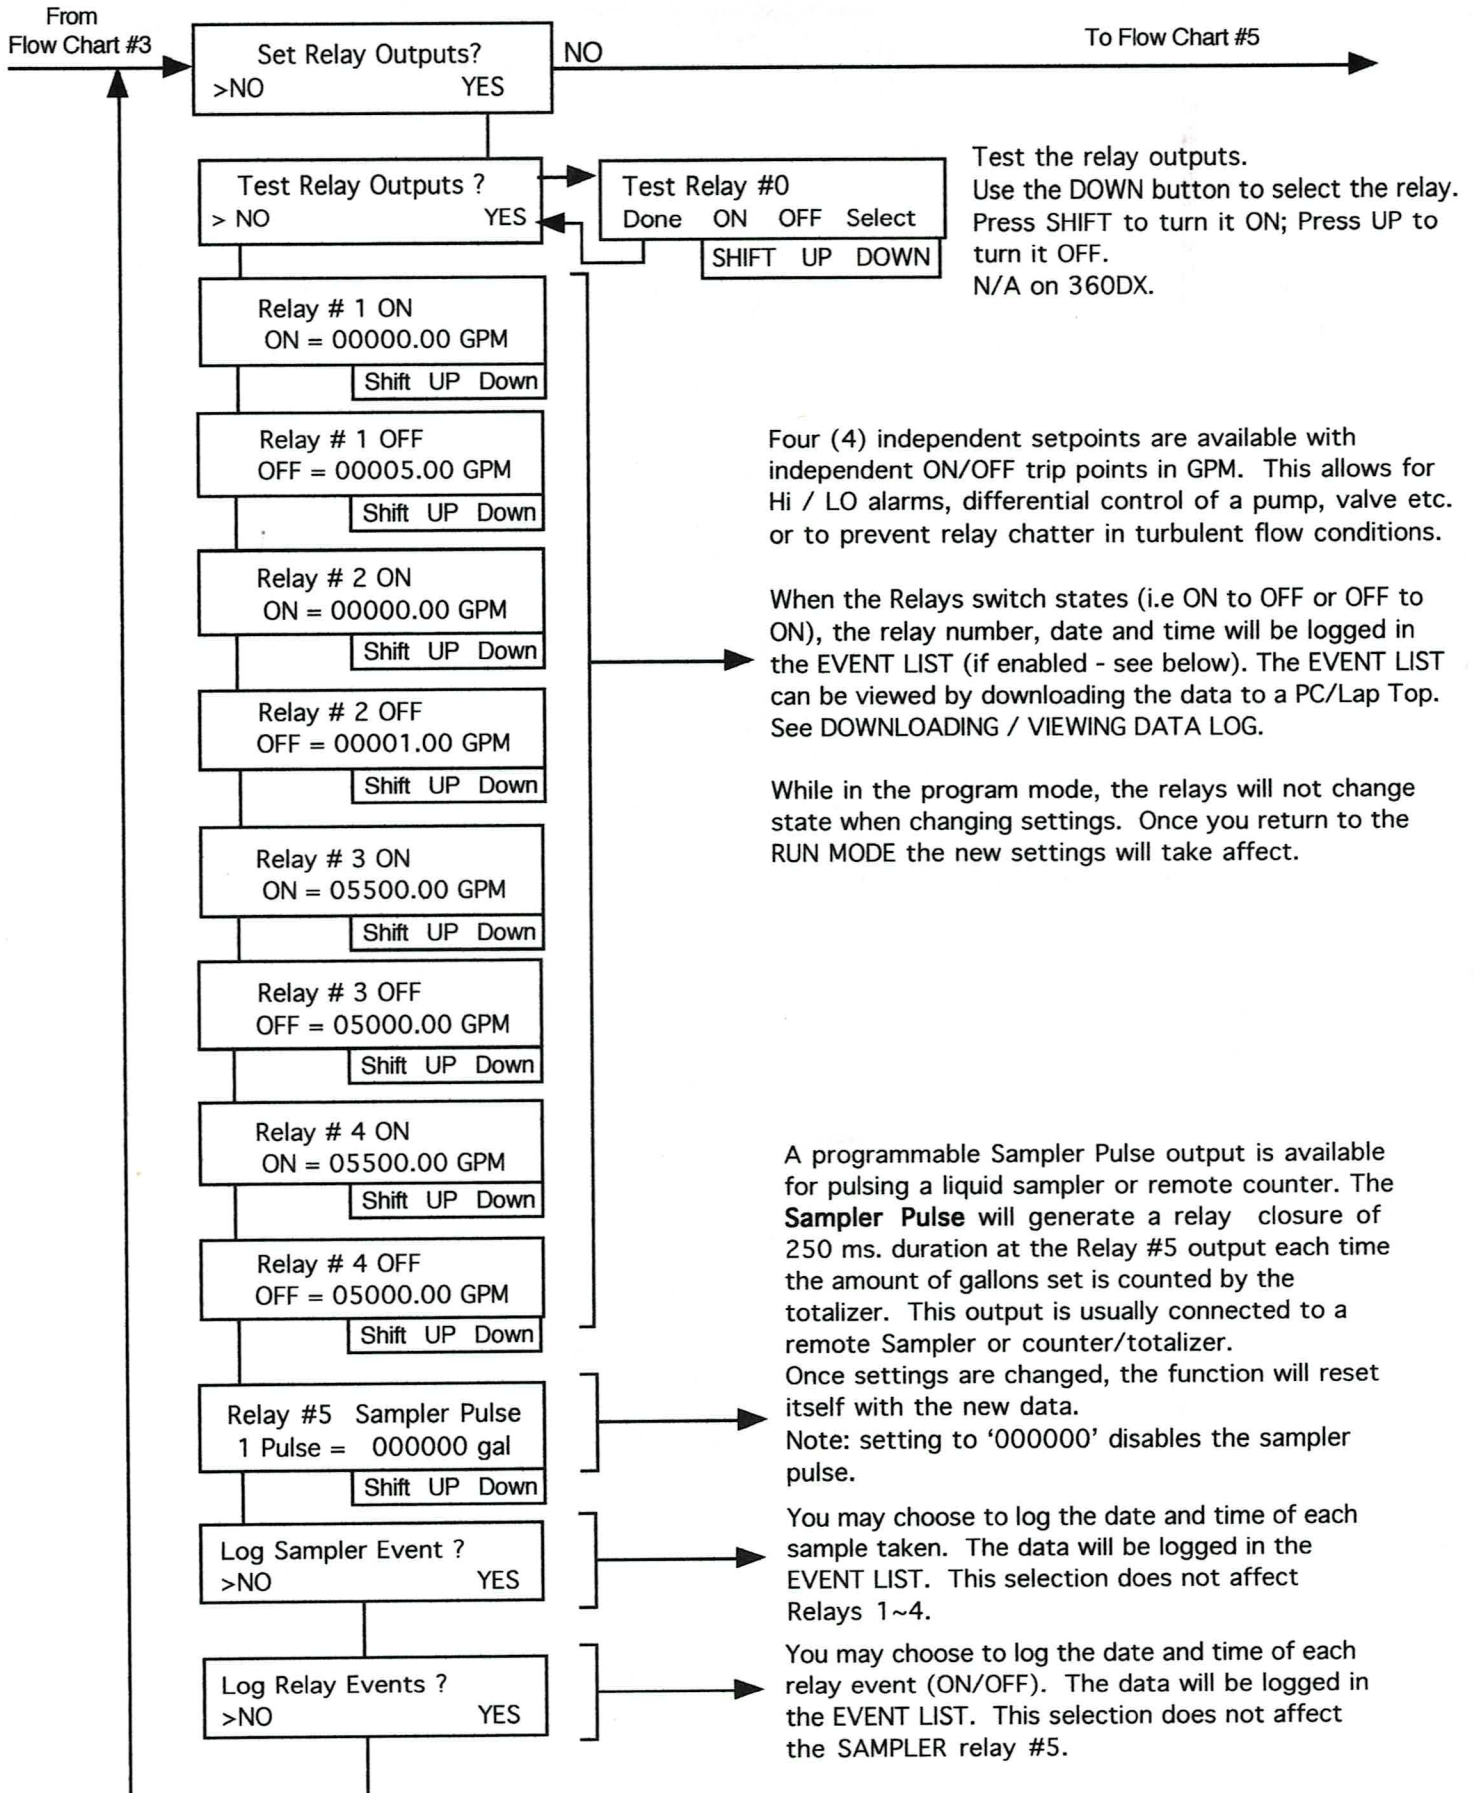 From
Flow Chart #3
Set Relay Outputs?
>NO YES
NO
To Flow Chart #5
Test Relay Outputs ?
> NO YES
Test Relay #0
Done ON OFF Select
SHIFT UP DOWN
Test the relay outputs.
Use the DOWN button to select the relay.
Press SHIFT to turn it ON; Press UP to
turn it OFF.
N/A on 360DX.
Relay # 1 ON
ON = 00000.00 GPM
Shift UP Down
Relay # 1 OFF
OFF = 00005.00 GPM
Shift UP Down
Relay # 2 ON
ON = 00000.00 GPM
Shift UP Down
Relay # 2 OFF
OFF = 00001.00 GPM
Shift UP Down
Relay # 3 ON
ON = 05500.00 GPM
Shift UP Down
Relay # 3 OFF
OFF = 05000.00 GPM
Shift UP Down
Relay # 4 ON
ON = 05500.00 GPM
Shift UP Down
Relay # 4 OFF
OFF = 05000.00 GPM
Shift UP Down
Four (4) independent setpoints are available with
independent ON/OFF trip points in GPM. This allows for
Hi / LO alarms, differential control of a pump, valve etc.
or to prevent relay chatter in turbulent flow conditions.
When the Relays switch states (i.e ON to OFF or OFF to
ON), the relay number, date and time will be logged in
the EVENT LIST (if enabled - see below). The EVENT LIST
can be viewed by downloading the data to a PC/Lap Top.
See DOWNLOADING / VIEWING DATA LOG.
While in the program mode, the relays will not change
state when changing settings. Once you return to the
RUN MODE the new settings will take affect.
Relay #5 Sampler Pulse
1 Pulse = 000000 gal
Shift UP Down
A programmable Sampler Pulse output is available
for pulsing a liquid sampler or remote counter. The
Sampler Pulse will generate a relay closure of
250 ms. duration at the Relay #5 output each time
the amount of gallons set is counted by the
totalizer. This output is usually connected to a
remote Sampler or counter/totalizer.
Once settings are changed, the function will reset
itself with the new data.
Note: setting to ‘000000’ disables the sampler
pulse.
Log Sampler Event ?
>NO YES
You may choose to log the date and time of each
sample taken. The data will be logged in the
EVENT LIST. This selection does not affect
Relays 1~4.
Log Relay Events ?
>NO YES
You may choose to log the date and time of each
relay event (ON/OFF). The data will be logged in
the EVENT LIST. This selection does not affect
the SAMPLER relay #5.